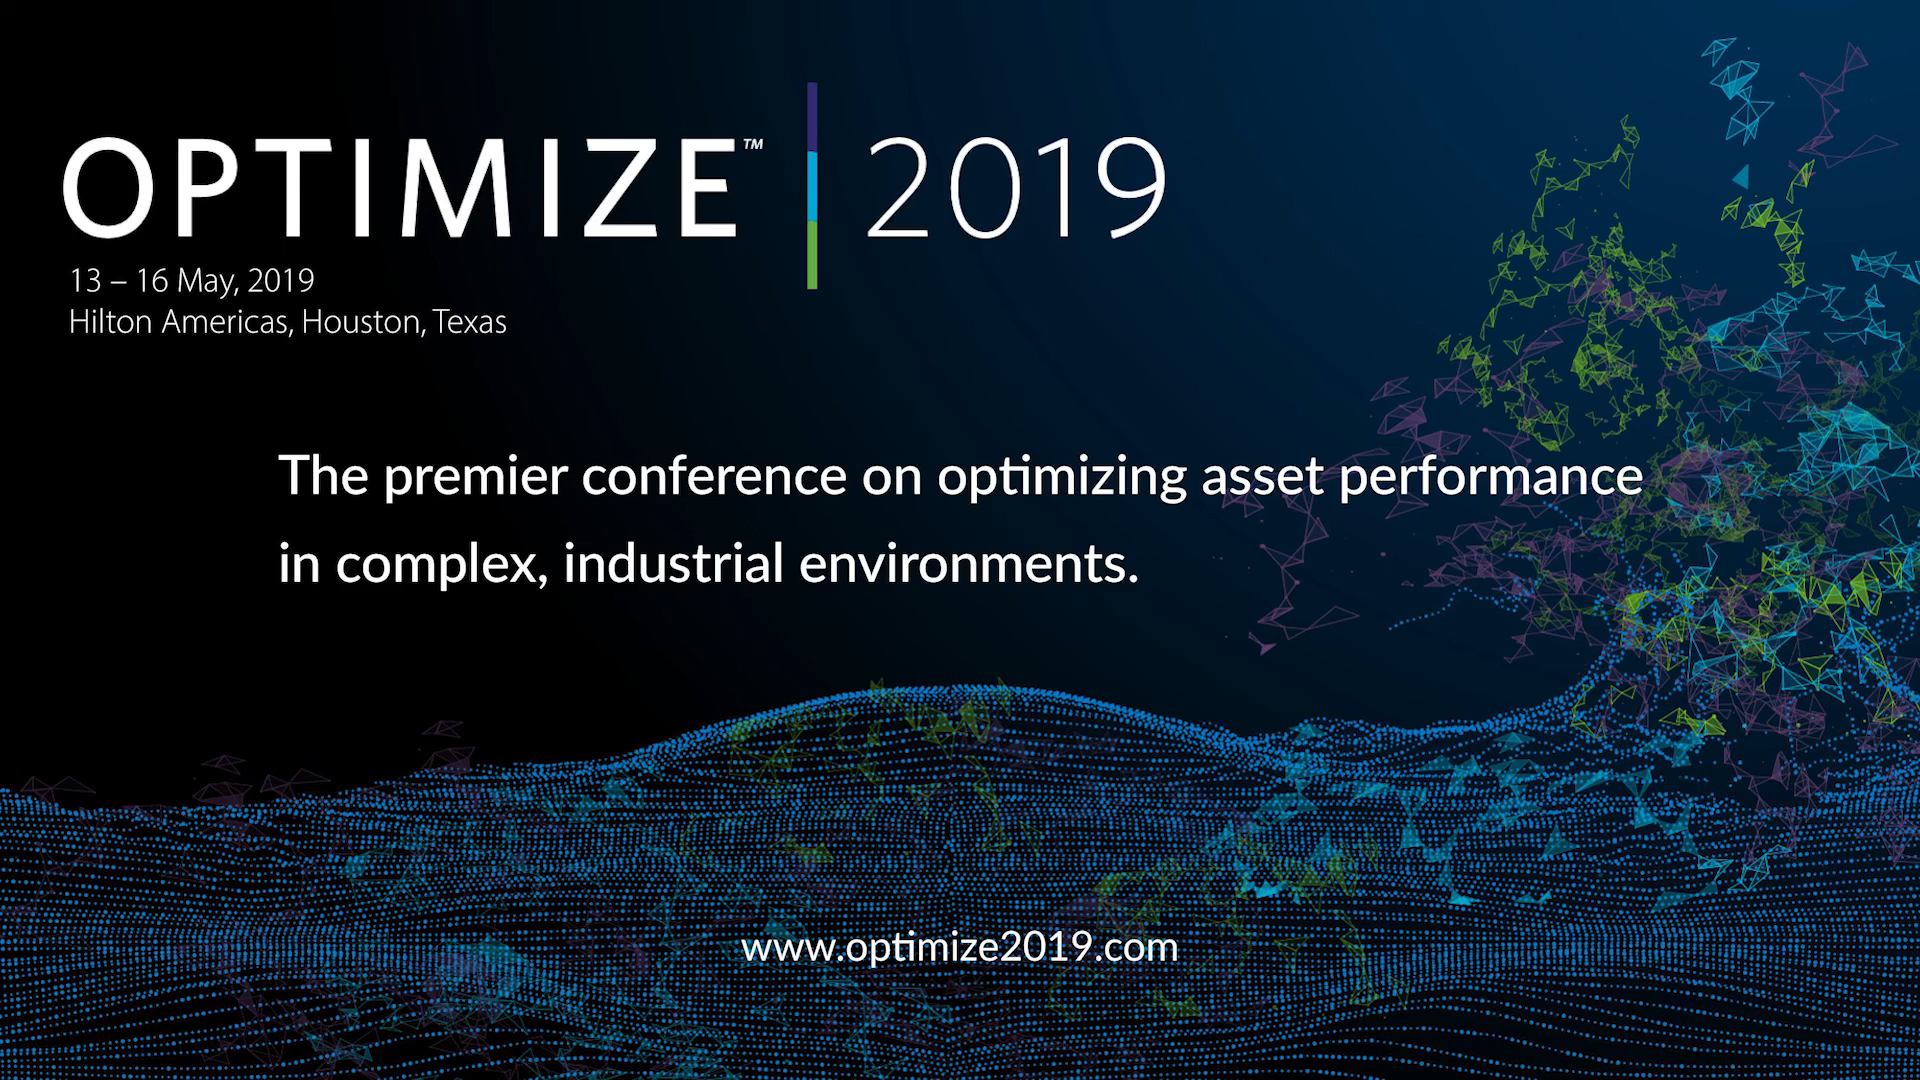 OPTIMIZE™ 2019
13 – 16 May, 2019
Hilton Americas, Houston, Texas
The premier conference on optimizing asset performance
in complex, industrial environments.
www.optimize2019.com